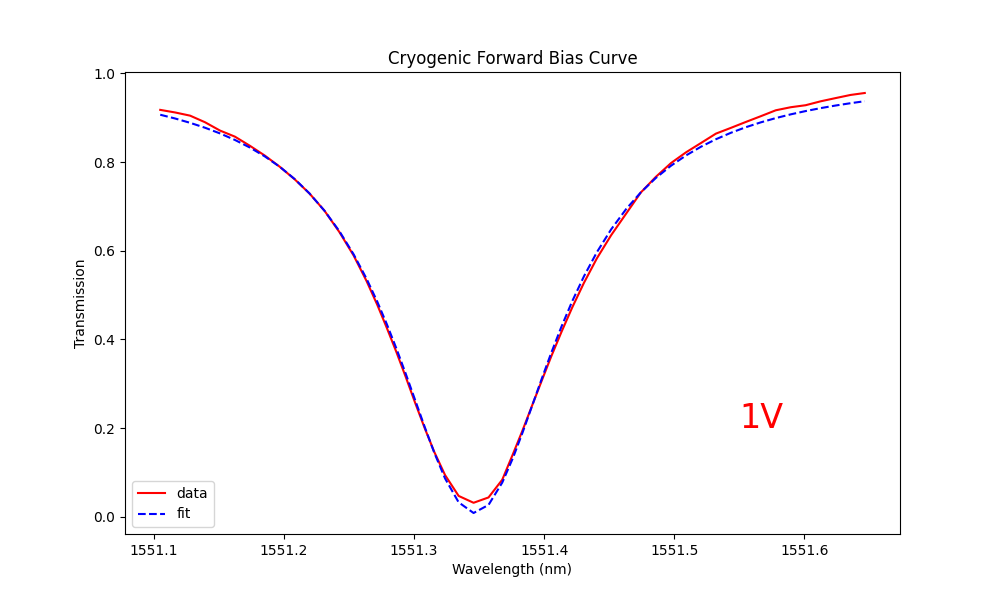 Cryogenic Forward Bias Curve
1.0
0.8
0.6
0.4
0.2
0.0
Transmission
1V
data
fit
1551.1 1551.2 1551.3 1551.4 1551.5 1551.6
Wavelength (nm)